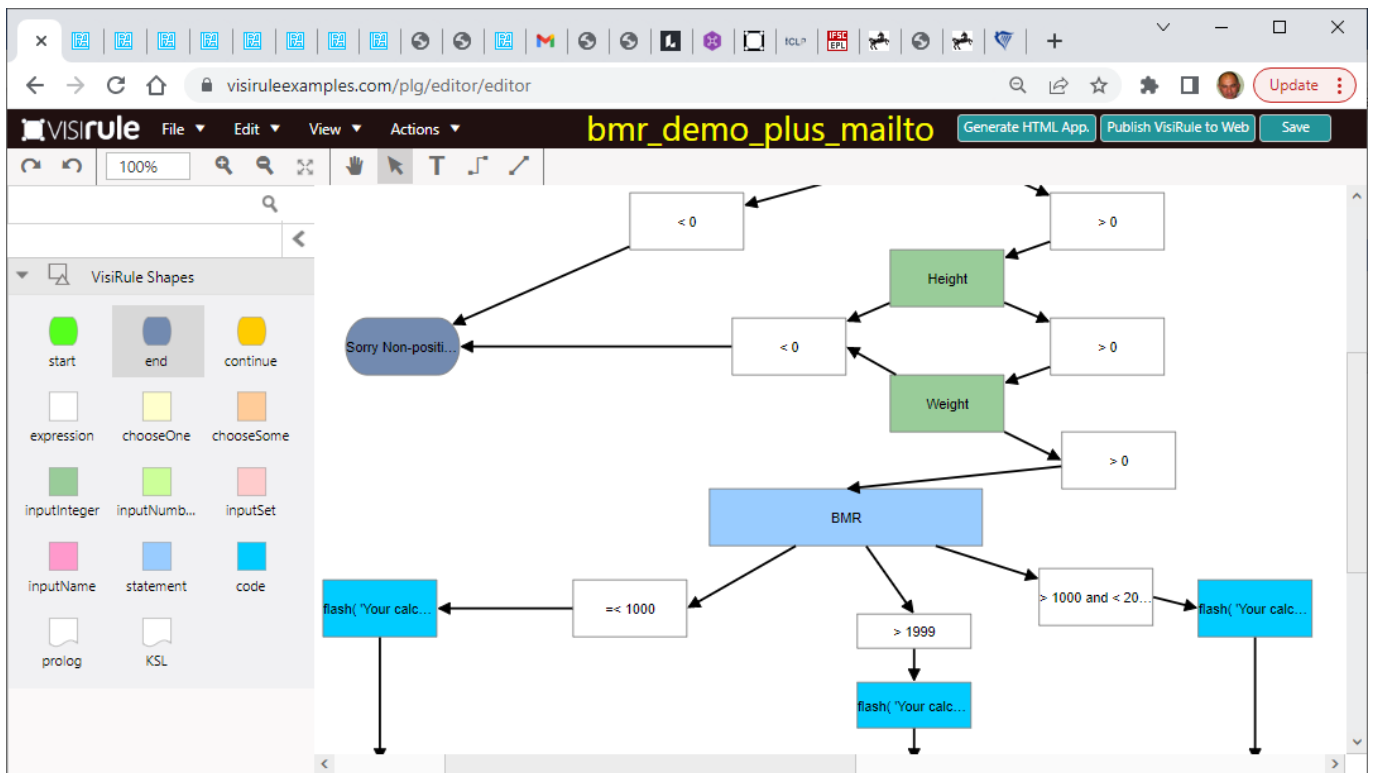 visiruleexamples.com/plg/editor/editor
Update
VISIrule File Edit View Actions bmr_demo_plus_mailto Generate HTML App. Publish VisiRule to Web Save
100% T
VisiRule Shapes
start end continue
expression chooseOne chooseSome
inputInteger inputNumb... inputSet
inputName statement code
prolog KSL
< 0
> 0
Height
Sorry Non-positi...
< 0
> 0
Weight
> 0
BMR
flash( 'Your calc...
=< 1000
> 1999
> 1000 and < 20...
flash( 'Your calc...
flash( 'Your calc...